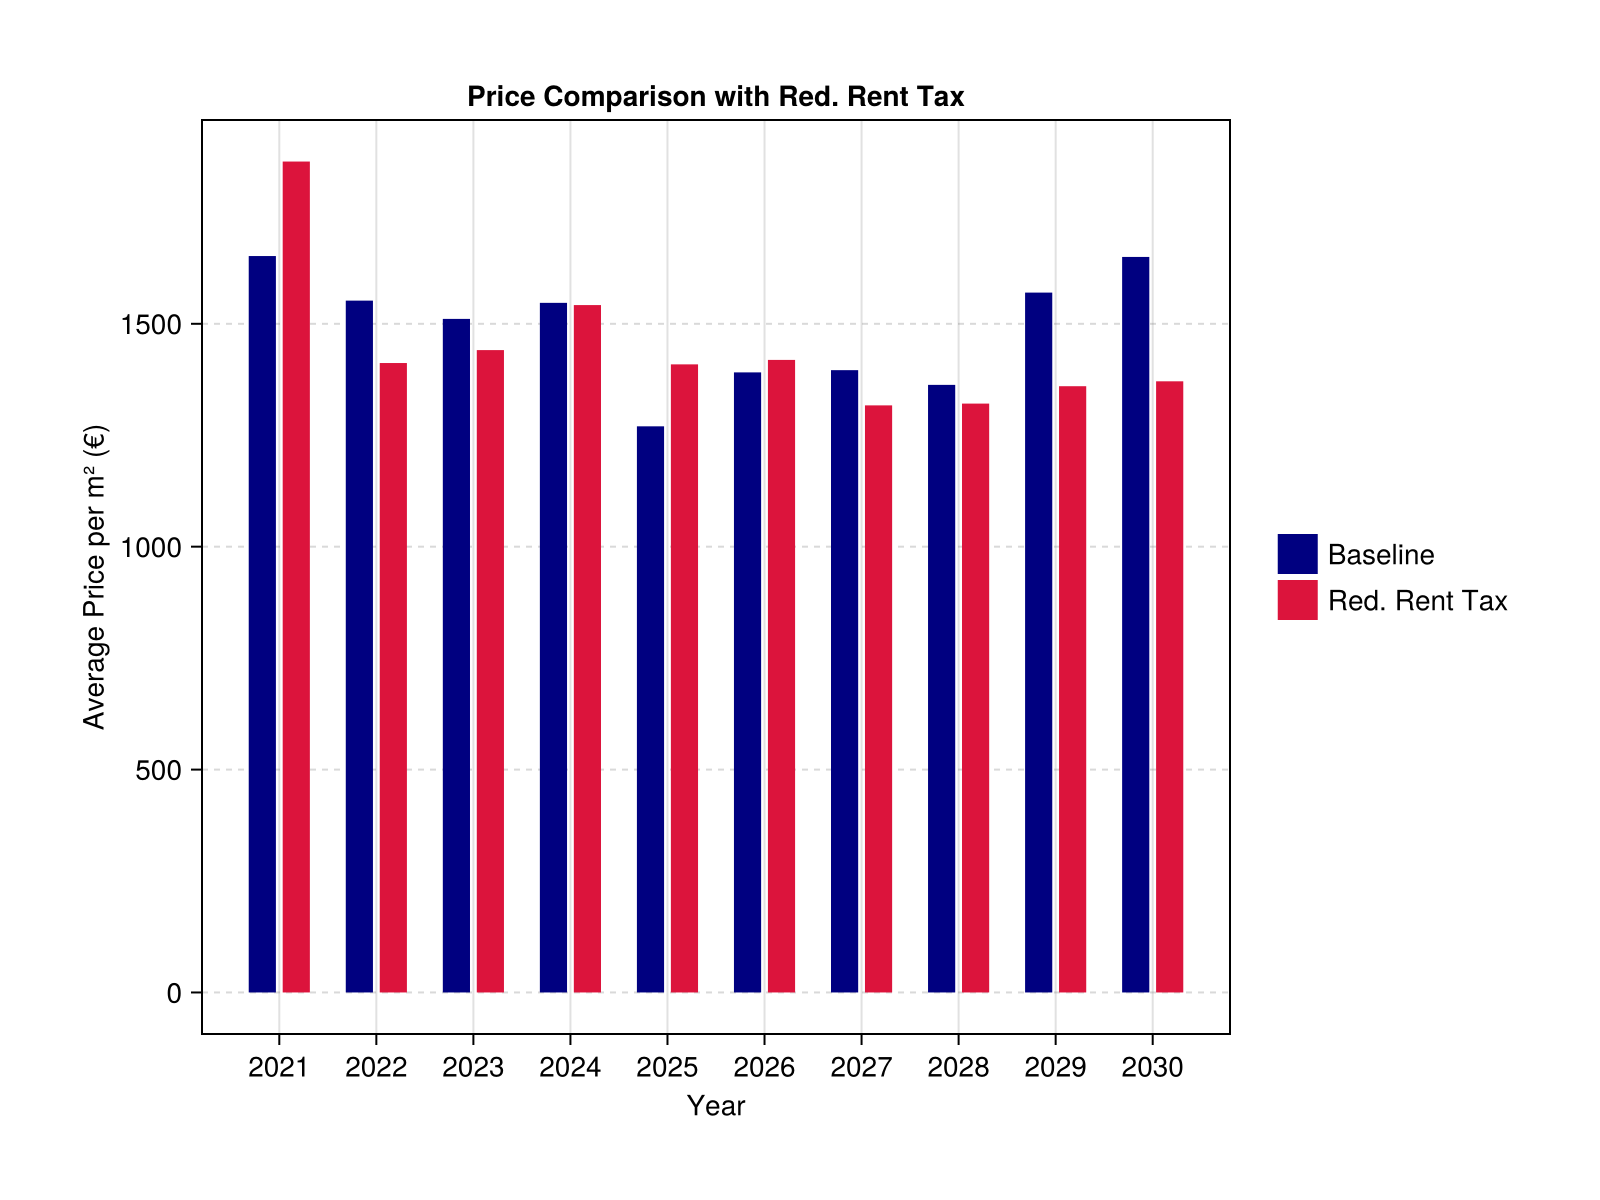 Price Comparison with Red. Rent Tax
Average Price per m² (€)
1500
1000
500
0
2021 2022 2023 2024 2025 2026 2027 2028 2029 2030
Year
Baseline
Red. Rent Tax